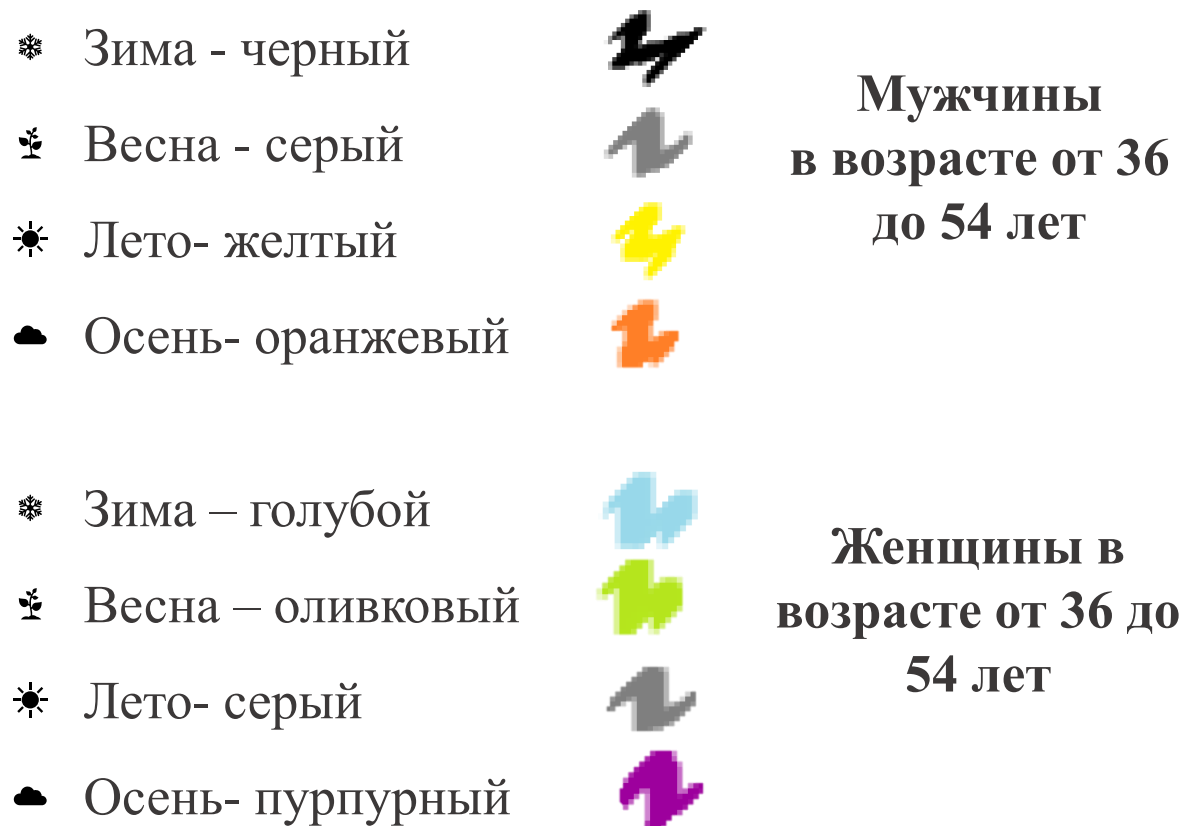 Зима - черный
Весна - серый
Лето- желтый
Осень- оранжевый
Мужчины
в возрасте от 36
до 54 лет
Зима – голубой
Весна – оливковый
Лето- серый
Осень- пурпурный
Женщины в
возрасте от 36 до
54 лет